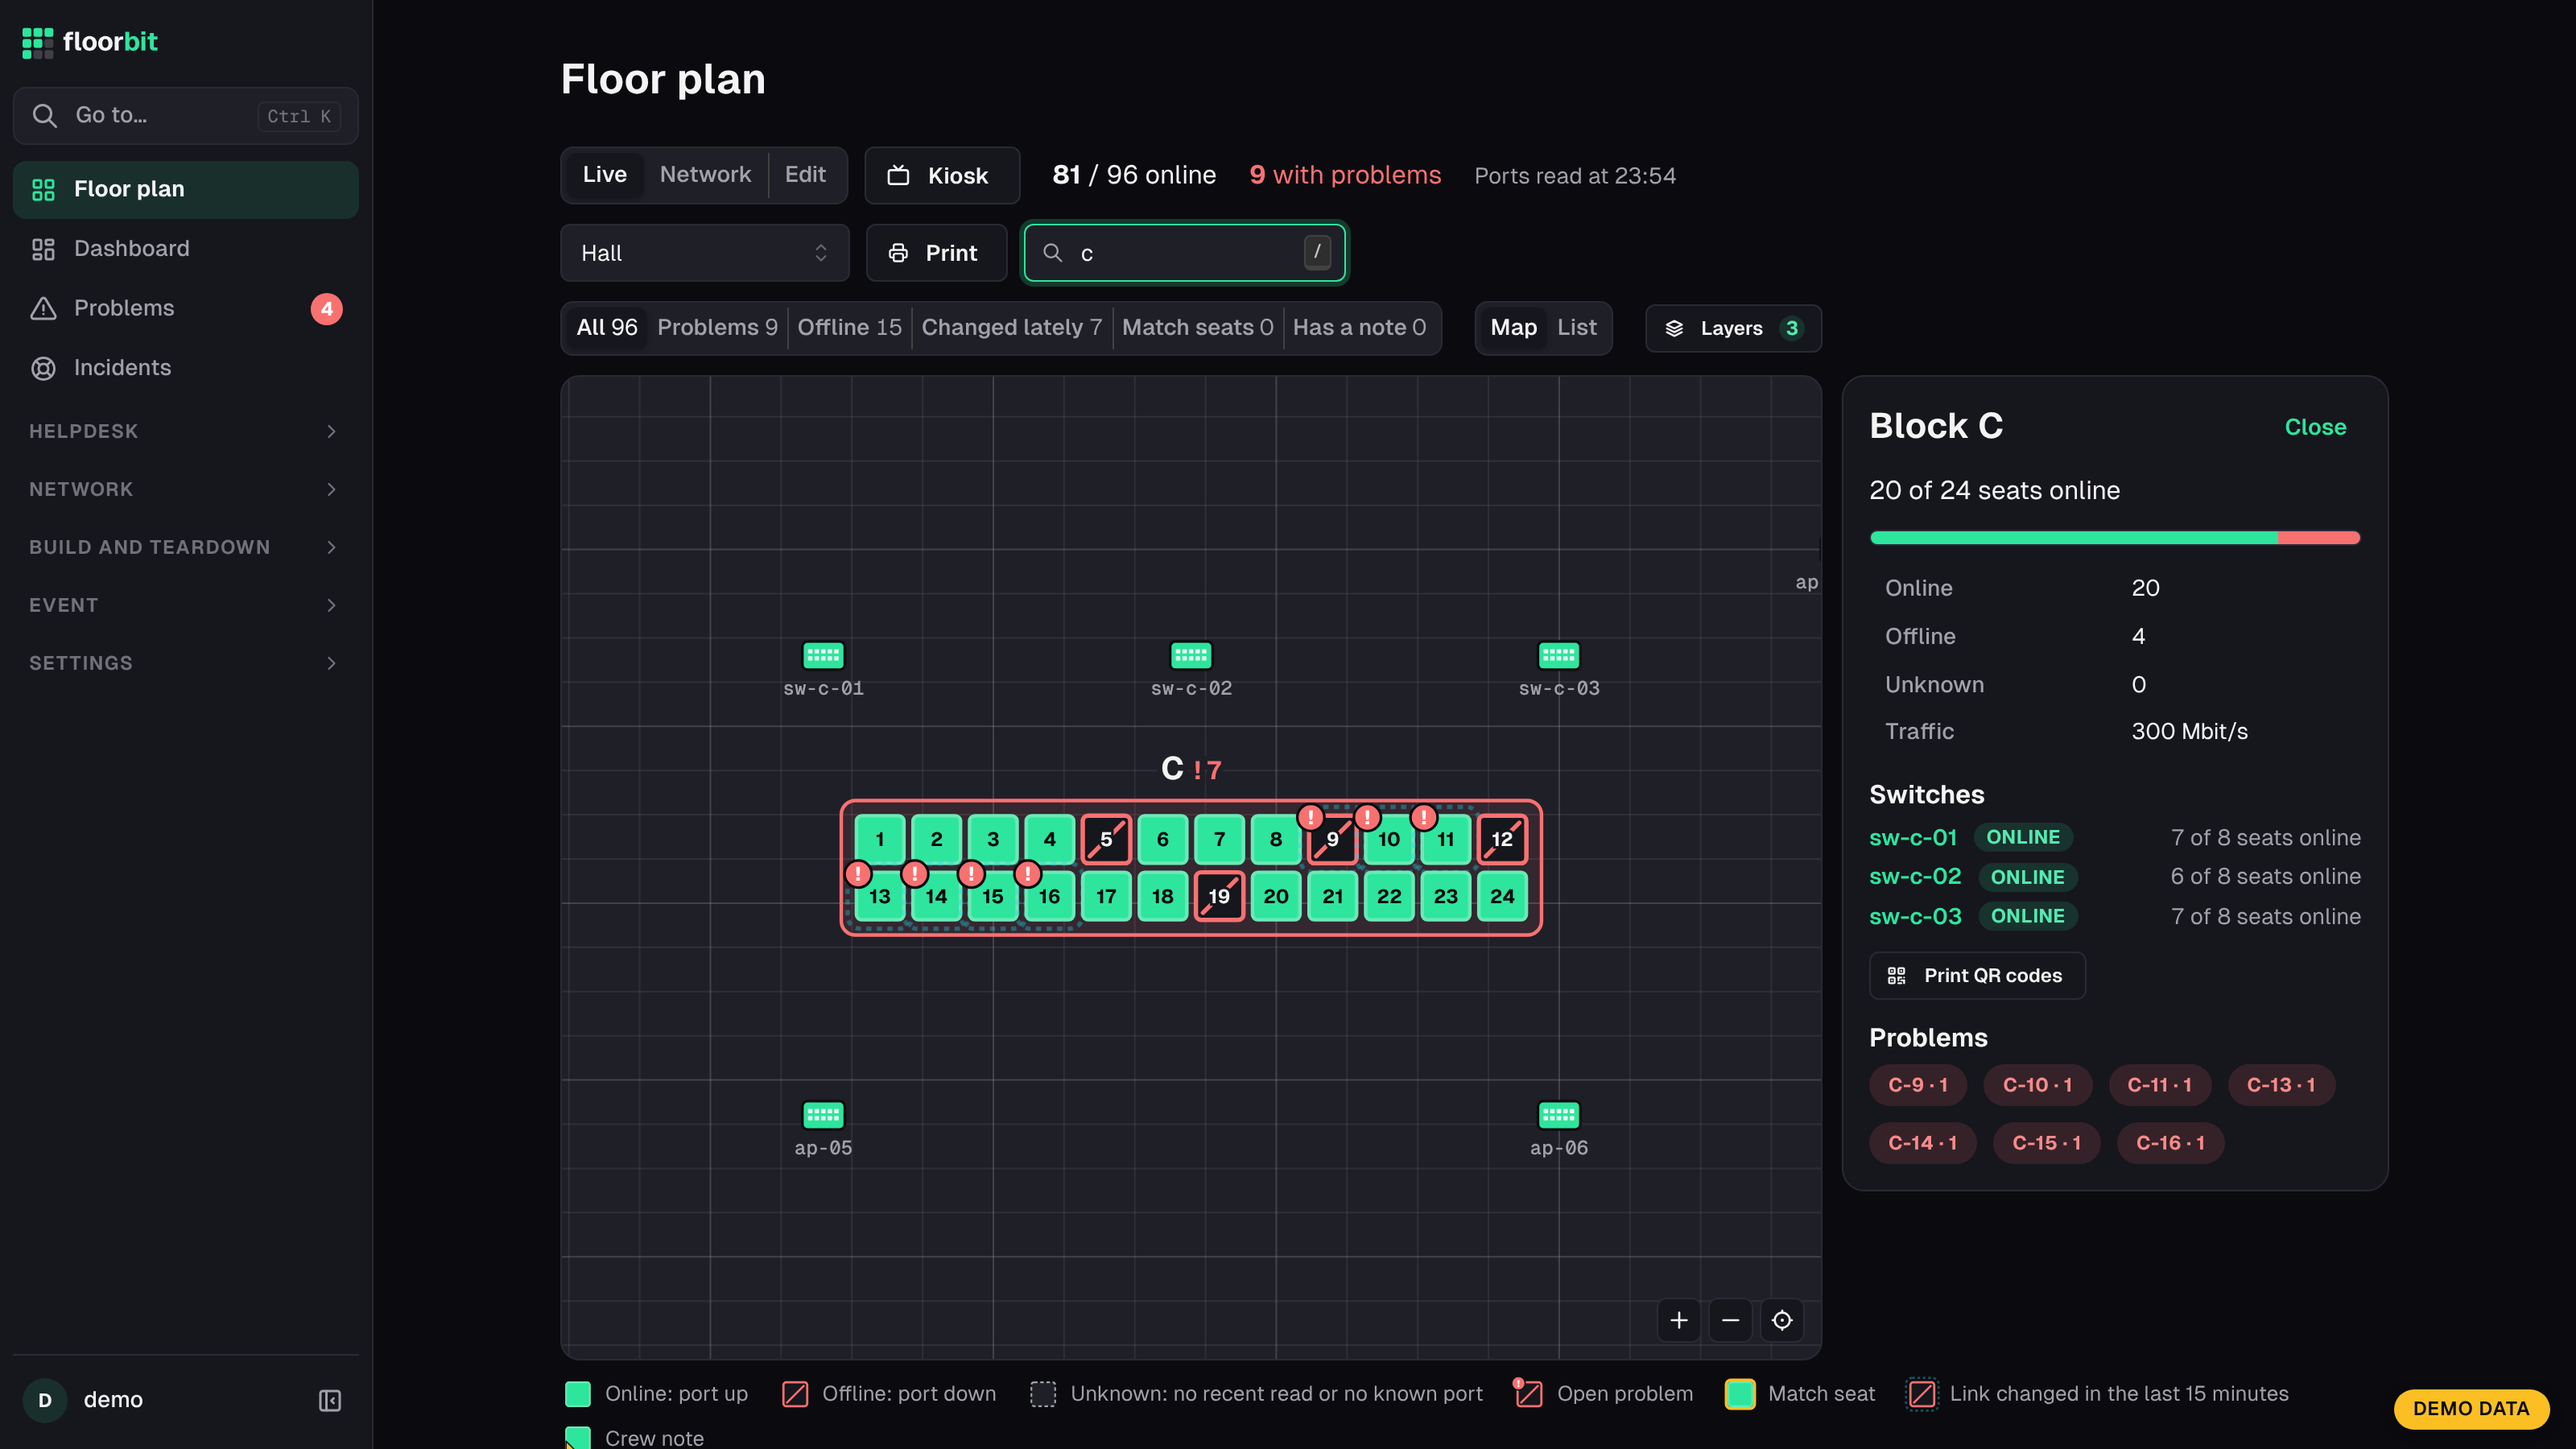 floorbit
Go to... Ctrl K
Floor plan
Dashboard
Problems 4
Incidents
HELPDESK
NETWORK
BUILD AND TEARDOWN
EVENT
SETTINGS
D demo
Floor plan
Live Network Edit Kiosk 81 / 96 online 9 with problems Ports read at 23:54
Hall Print c /
All 96 Problems 9 Offline 15 Changed lately 7 Match seats 0 Has a note 0 Map List Layers 3
ap
sw-c-01 sw-c-02 sw-c-03
C !7
1 2 3 4 5 6 7 8 ! 9 ! 10 ! 11 12
! 13 ! 14 ! 15 ! 16 17 18 19 20 21 22 23 24
ap-05 ap-06
Block C Close
20 of 24 seats online
Online 20
Offline 4
Unknown 0
Traffic 300 Mbit/s
Switches
sw-c-01 ONLINE 7 of 8 seats online
sw-c-02 ONLINE 6 of 8 seats online
sw-c-03 ONLINE 7 of 8 seats online
Print QR codes
Problems
C-9 · 1 C-10 · 1 C-11 · 1 C-13 · 1
C-14 · 1 C-15 · 1 C-16 · 1
Online: port up Offline: port down Unknown: no recent read or no known port Open problem Match seat Link changed in the last 15 minutes
Crew note
DEMO DATA